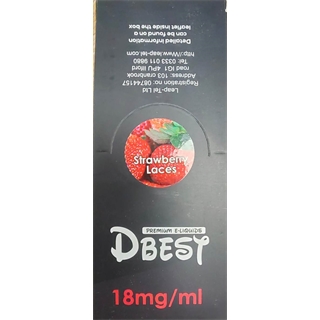 Detailed information
can be found on a
leaflet inside the box
Leap-Tel Ltd
Registration no: 08744157
Address: 103 cranbrook
road IG1 4PU Ilford
Tel: 033 011 9880
http://Www.leap-tel.com
Strawberry
Laces
PREMIUM E-LIQUIDS
DBEST
18mg/ml